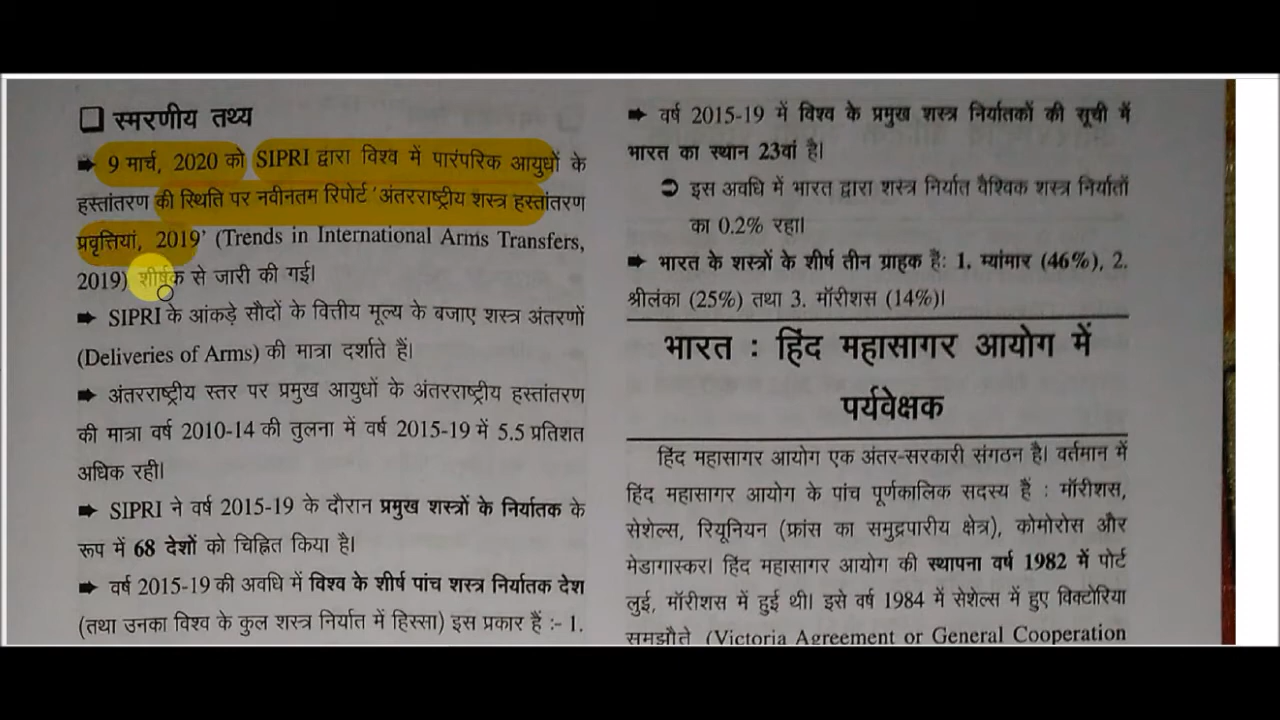 ❑ स्मरणीय तथ्य
➨ 9 मार्च, 2020 को SIPRI द्वारा विश्व में पारंपरिक आयुधों के
हस्तांतरण की स्थिति पर नवीनतम रिपोर्ट ‘अंतरराष्ट्रीय शस्त्र हस्तांतरण
प्रवृत्तियां, 2019’ (Trends in International Arms Transfers,
2019) शीर्षक से जारी की गई।
➨ SIPRI के आंकड़े सौदों के वित्तीय मूल्य के बजाए शस्त्र अंतरणों
(Deliveries of Arms) की मात्रा दर्शाते हैं।
➨ अंतरराष्ट्रीय स्तर पर प्रमुख आयुधों के अंतरराष्ट्रीय हस्तांतरण
की मात्रा वर्ष 2010-14 की तुलना में वर्ष 2015-19 में 5.5 प्रतिशत
अधिक रही।
➨ SIPRI ने वर्ष 2015-19 के दौरान प्रमुख शस्त्रों के निर्यातक के
रूप में 68 देशों को चिह्नित किया है।
➨ वर्ष 2015-19 की अवधि में विश्व के शीर्ष पांच शस्त्र निर्यातक देश
(तथा उनका विश्व के कुल शस्त्र निर्यात में हिस्सा) इस प्रकार हैं :- 1.
➨ वर्ष 2015-19 में विश्व के प्रमुख शस्त्र निर्यातकों की सूची में
भारत का स्थान 23वां है।
➲ इस अवधि में भारत द्वारा शस्त्र निर्यात वैश्विक शस्त्र निर्यातों
का 0.2% रहा।
➨ भारत के शस्त्रों के शीर्ष तीन ग्राहक हैं: 1. म्यांमार (46%), 2.
श्रीलंका (25%) तथा 3. मॉरीशस (14%)।
भारत : हिंद महासागर आयोग में
पर्यवेक्षक
हिंद महासागर आयोग एक अंतर-सरकारी संगठन है। वर्तमान में
हिंद महासागर आयोग के पांच पूर्णकालिक सदस्य हैं : मॉरीशस,
सेशेल्स, रियूनियन (फ्रांस का समुद्रपारीय क्षेत्र), कोमोरोस और
मेडागास्कर। हिंद महासागर आयोग की स्थापना वर्ष 1982 में पोर्ट
लुई, मॉरीशस में हुई थी। इसे वर्ष 1984 में सेशेल्स में हुए विक्टोरिया
समझौते (Victoria Agreement or General Cooperation